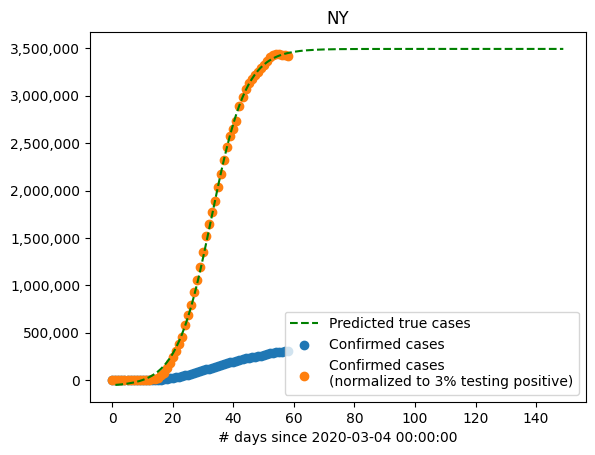 NY
3,500,000
3,000,000
2,500,000
2,000,000
1,500,000
1,000,000
500,000
0
Predicted true cases
Confirmed cases
Confirmed cases
(normalized to 3% testing positive)
0 20 40 60 80 100 120 140
# days since 2020-03-04 00:00:00